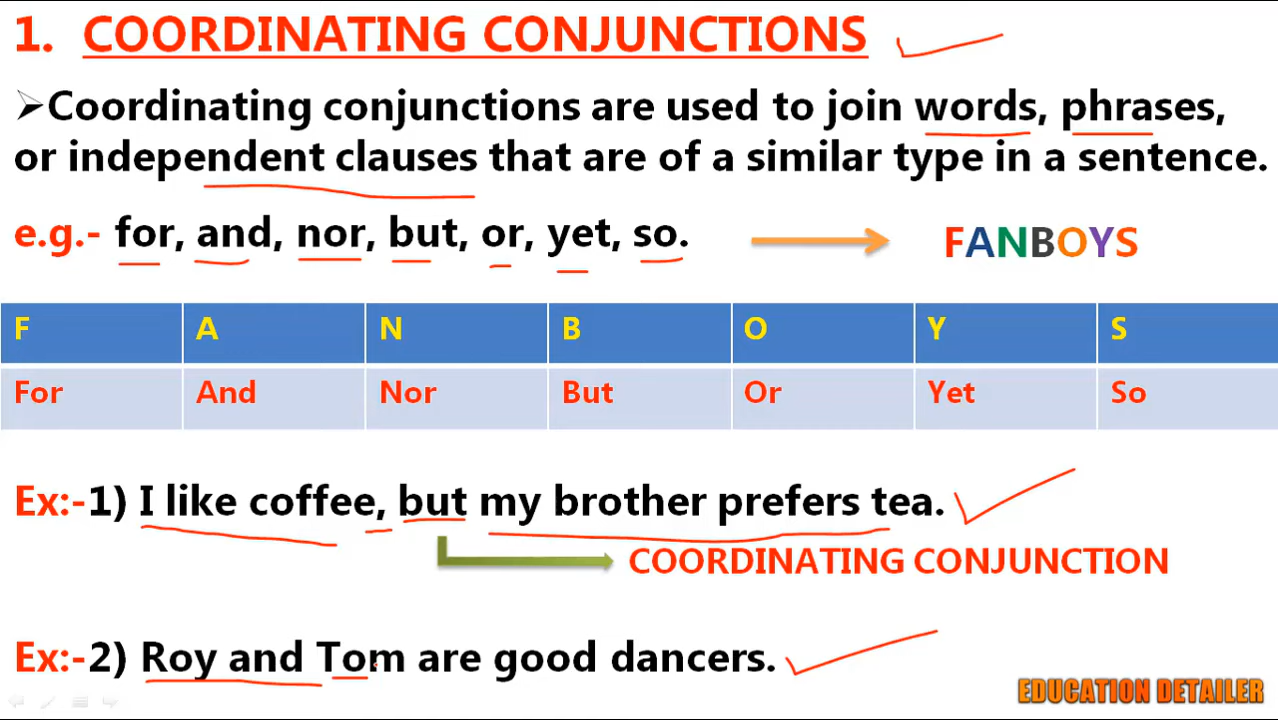 1. COORDINATING CONJUNCTIONS
➢Coordinating conjunctions are used to join words, phrases,
or independent clauses that are of a similar type in a sentence.
e.g.- for, and, nor, but, or, yet, so. FANBOYS
F A N B O Y S
For And Nor But Or Yet So
Ex:-1) I like coffee, but my brother prefers tea.
COORDINATING CONJUNCTION
Ex:-2) Roy and Tom are good dancers.
EDUCATION DETAILER